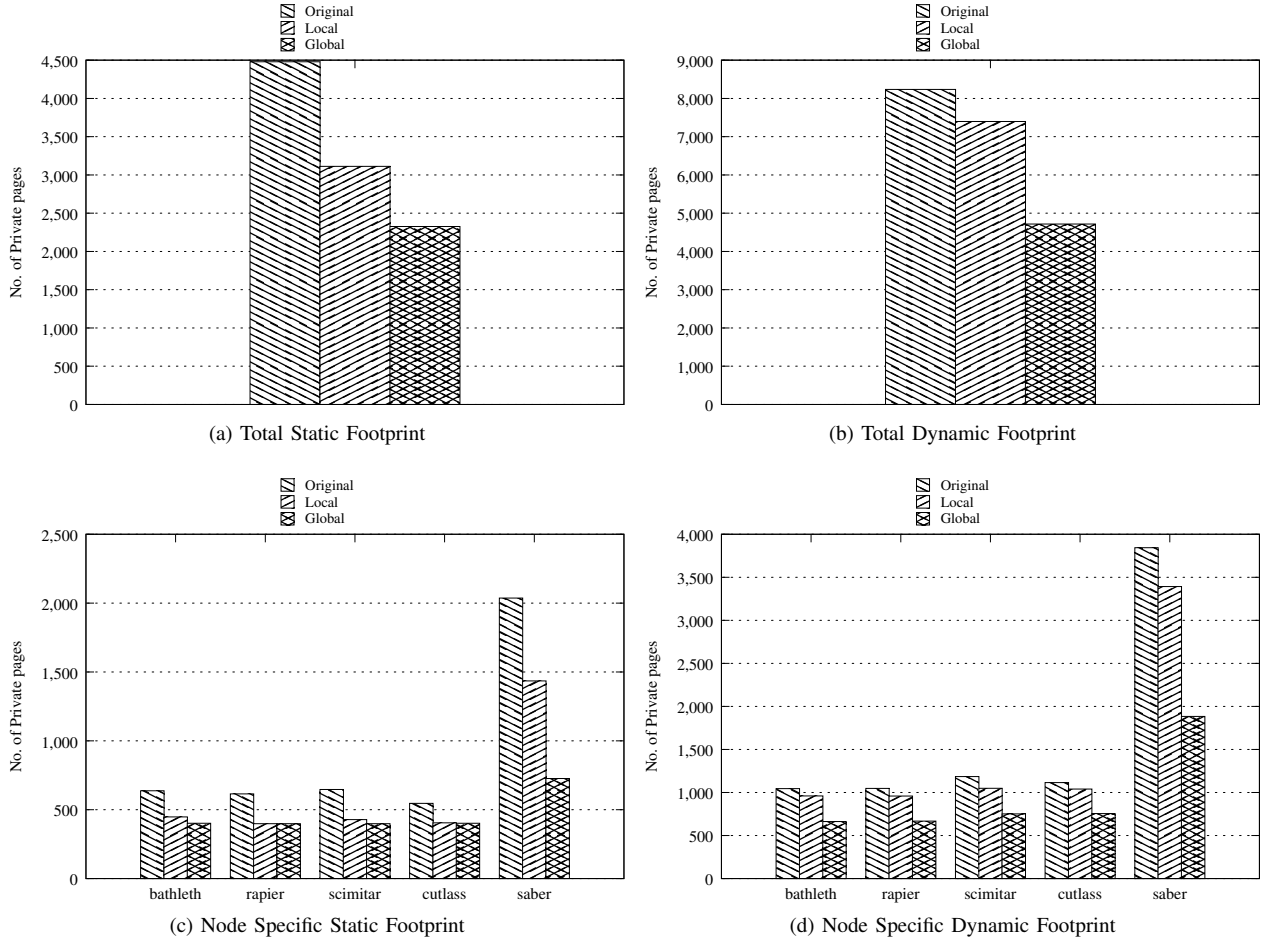 Original
Local
Global
4,500
4,000
3,500
3,000
2,500
2,000
1,500
1,000
500
0
No. of Private pages
(a) Total Static Footprint
Original
Local
Global
9,000
8,000
7,000
6,000
5,000
4,000
3,000
2,000
1,000
0
No. of Private pages
(b) Total Dynamic Footprint
Original
Local
Global
2,500
2,000
1,500
1,000
500
0
No. of Private pages
bathleth rapier scimitar cutlass saber
(c) Node Specific Static Footprint
Original
Local
Global
4,000
3,500
3,000
2,500
2,000
1,500
1,000
500
0
No. of Private pages
bathleth rapier scimitar cutlass saber
(d) Node Specific Dynamic Footprint